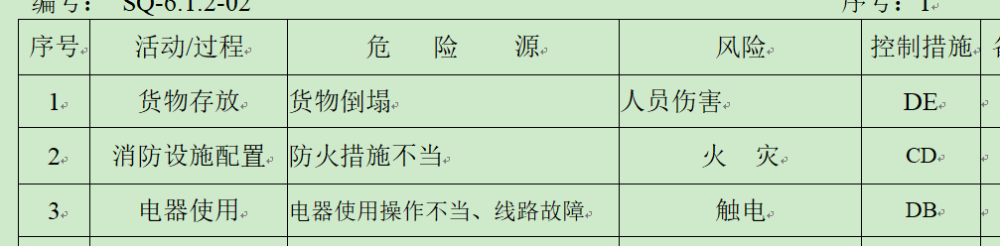 编号： SQ-6.1.2-02 序号：1
序号 活动/过程 危 险 源 风险 控制措施
1 货物存放 货物倒塌 人员伤害 DE
2 消防设施配置 防火措施不当 火 灾 CD
3 电器使用 电器使用操作不当、线路故障 触电 DB